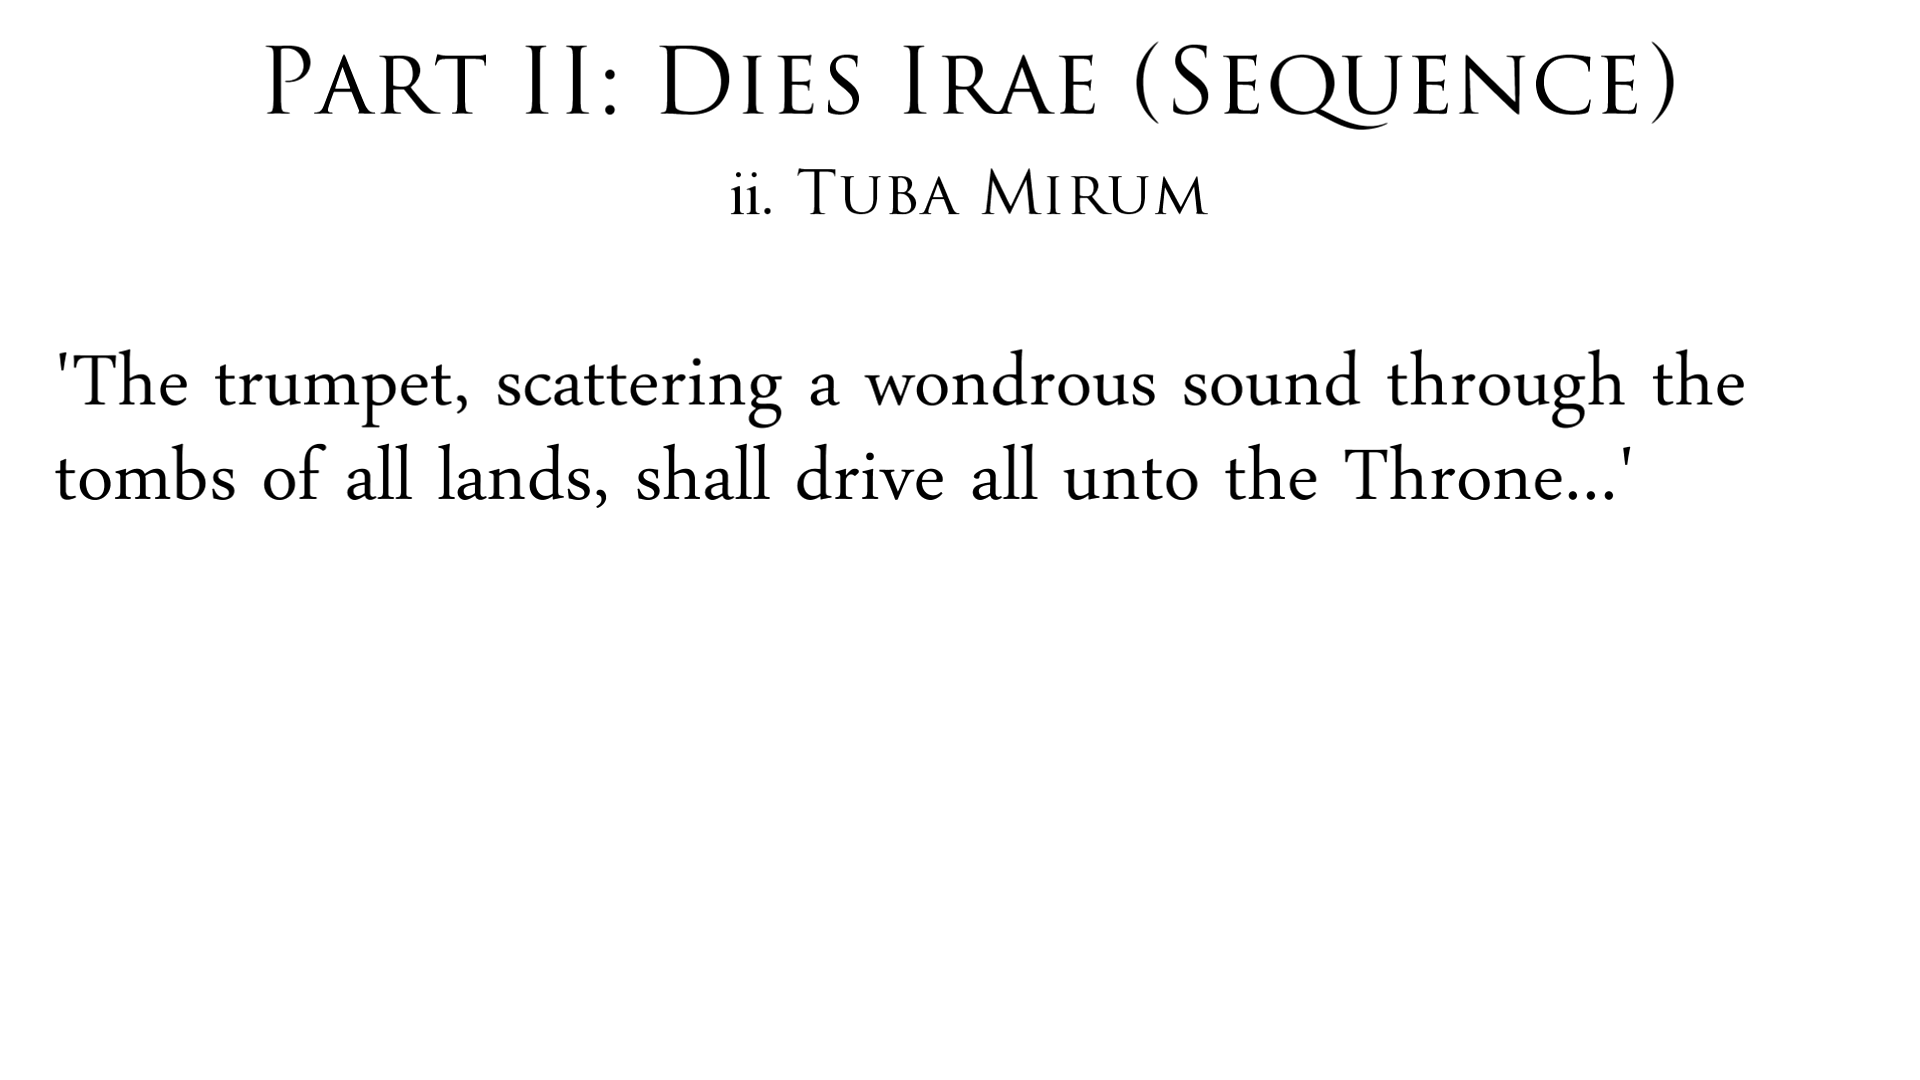 Part II: Dies Irae (Sequence)
ii. Tuba Mirum
'The trumpet, scattering a wondrous sound through the
tombs of all lands, shall drive all unto the Throne...'